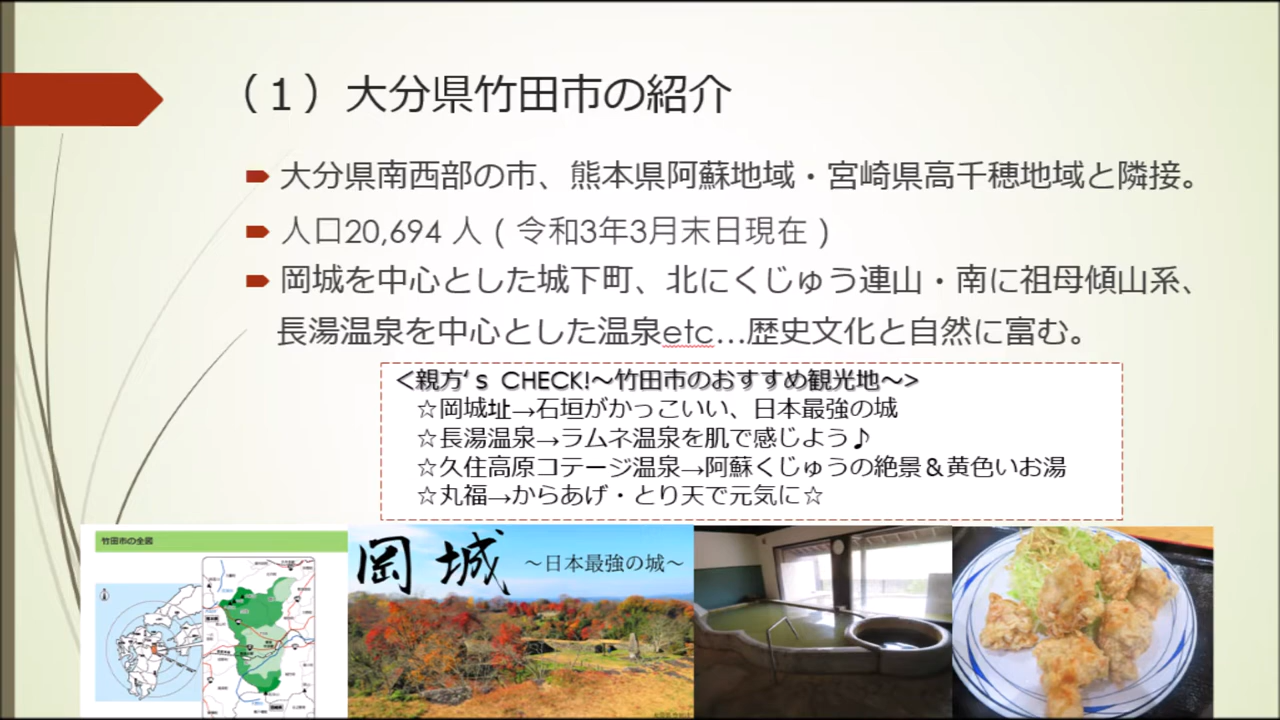 （１）大分県竹田市の紹介
大分県南西部の市、熊本県阿蘇地域・宮崎県高千穂地域と隣接。
人口20,694 人（令和3年3月末日現在）
岡城を中心とした城下町、北にくじゅう連山・南に祖母傾山系、
長湯温泉を中心とした温泉etc…歴史文化と自然に富む。
＜親方‘ｓ CHECK!～竹田市のおすすめ観光地～>
☆岡城址→石垣がかっこいい、日本最強の城
☆長湯温泉→ラムネ温泉を肌で感じよう♪
☆久住高原コテージ温泉→阿蘇くじゅうの絶景＆黄色いお湯
☆丸福→からあげ・とり天で元気に☆
竹田市の全図
岡城 ～日本最強の城～